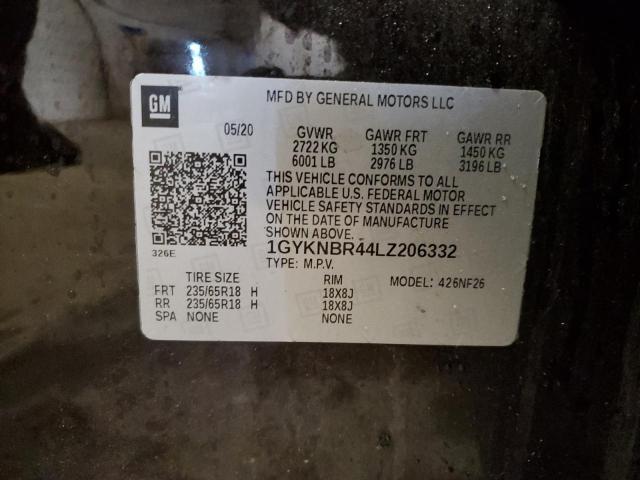 GM
MFD BY GENERAL MOTORS LLC
05/20 GVWR GAWR FRT GAWR RR
2722 KG 1350 KG 1450 KG
6001 LB 2976 LB 3196 LB
THIS VEHICLE CONFORMS TO ALL
APPLICABLE U.S. FEDERAL MOTOR
VEHICLE SAFETY STANDARDS IN EFFECT
ON THE DATE OF MANUFACTURE
SHOWN ABOVE.
326E
1GYKNBR44LZ206332
TYPE: M.P.V.
TIRE SIZE RIM MODEL: 426NF26
FRT 235/65R18 H 18X8J
RR 235/65R18 H 18X8J
SPA NONE NONE